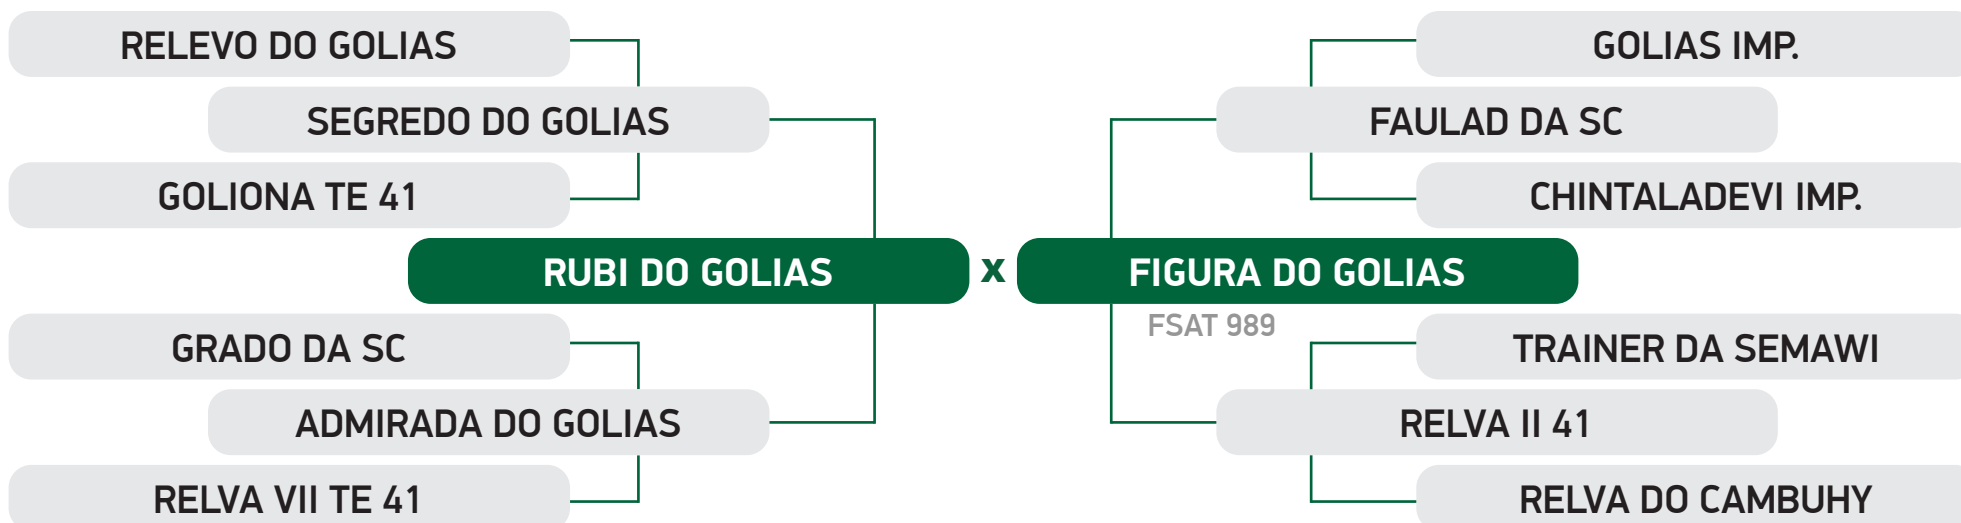 RELEVO DO GOLIAS
GOLIAS IMP.
SEGREDO DO GOLIAS
FAULAD DA SC
GOLIONA TE 41
CHINTALADEVI IMP.
RUBI DO GOLIAS x FIGURA DO GOLIAS
FSAT 989
GRADO DA SC
TRAINER DA SEMAWI
ADMIRADA DO GOLIAS
RELVA II 41
RELVA VII TE 41
RELVA DO CAMBUHY